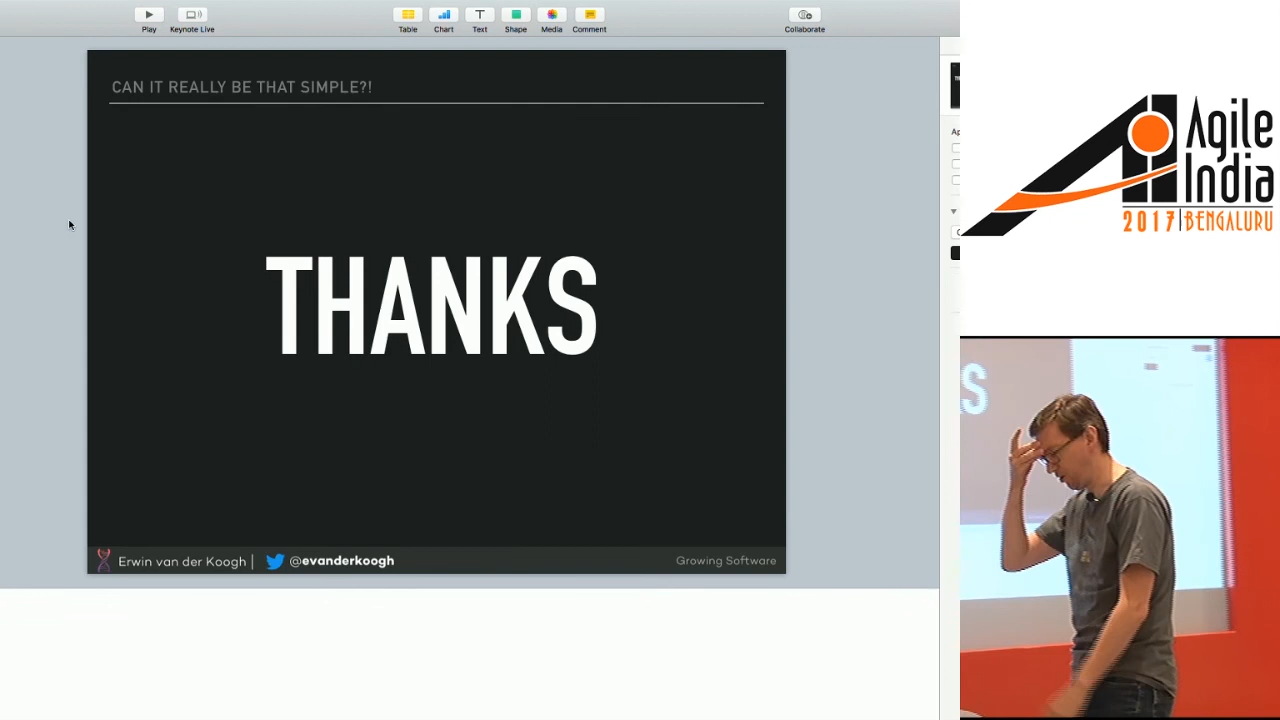 Play
Keynote Live
Table
Chart
Text
Shape
Media
Comment
Collaborate
CAN IT REALLY BE THAT SIMPLE?!
THANKS
Erwin van der Koogh |
@evanderkoogh
Growing Software
Agile
India
2017 | BENGALURU
S